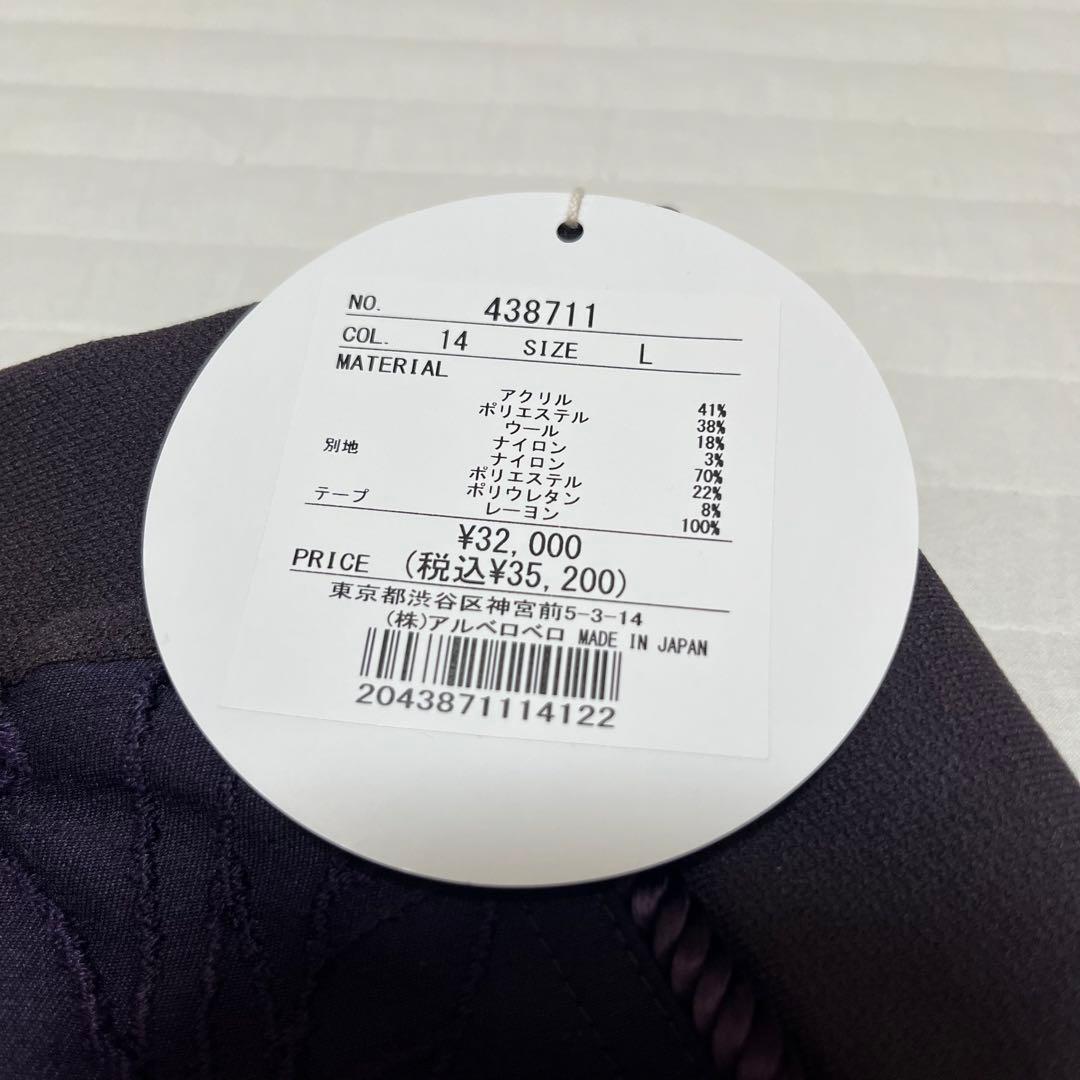 NO. 438711
COL. 14 SIZE L
MATERIAL
アクリル 41%
ポリエステル 38%
ウール 18%
ナイロン 3%
別地 ナイロン 70%
ポリエステル 22%
ポリウレタン 8%
テープ レーヨン 100%
¥32,000
PRICE (税込¥35,200)
東京都渋谷区神宮前5-3-14
(株)アルベロベロ MADE IN JAPAN
2043871114122